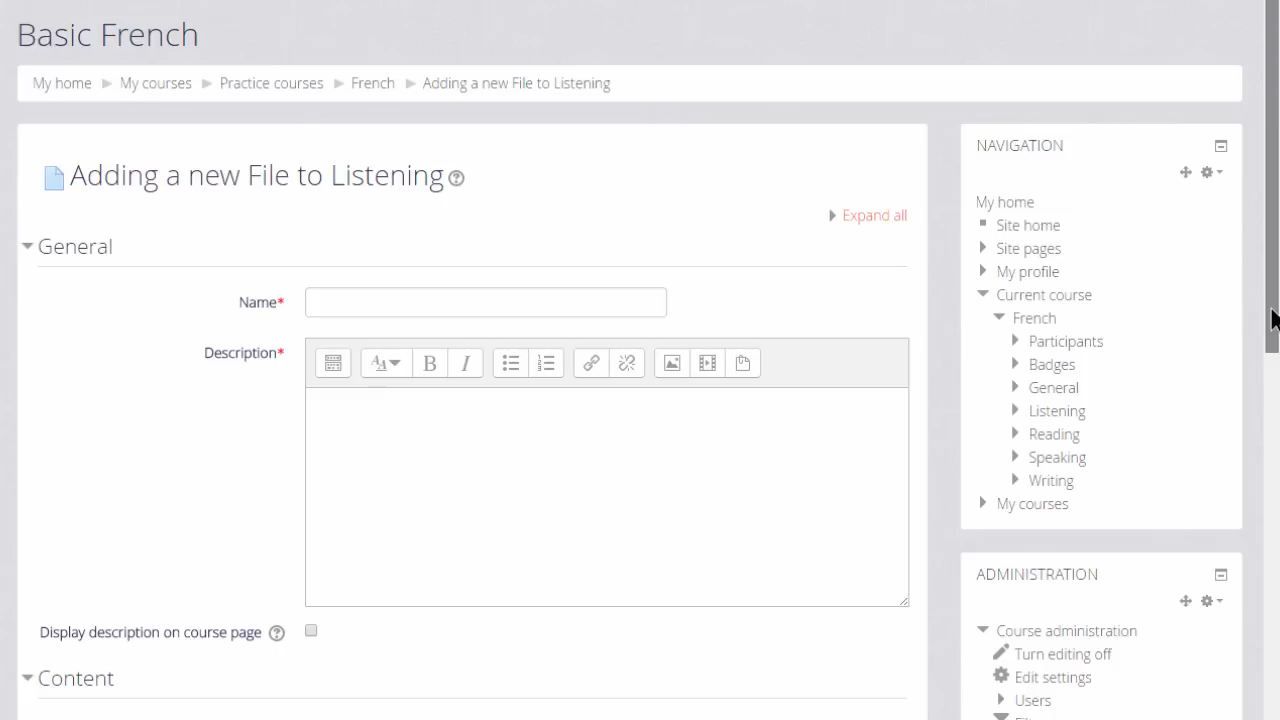 Basic French
My home My courses Practice courses French Adding a new File to Listening
Adding a new File to Listening
Expand all
General
Name*
Description*
Display description on course page
Content
NAVIGATION
My home
Site home
Site pages
My profile
Current course
French
Participants
Badges
General
Listening
Reading
Speaking
Writing
My courses
ADMINISTRATION
Course administration
Turn editing off
Edit settings
Users